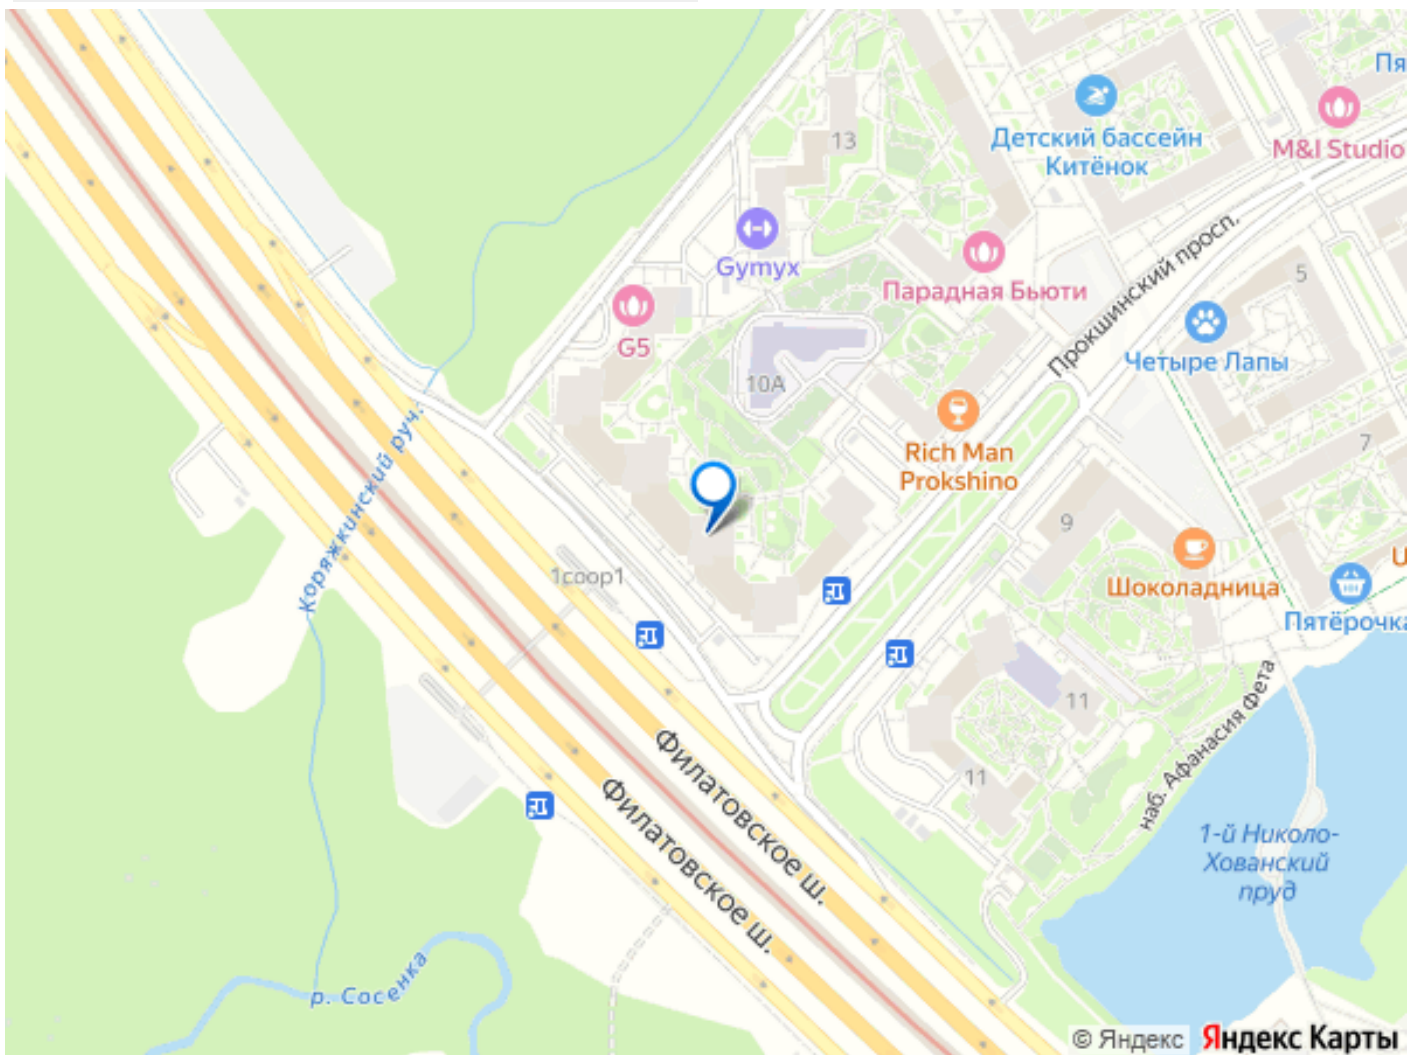 Пя
Детский бассейн
Китёнок
M&I Studio
13
Gymyx
Парадная Бьюти
Прокшинский просп.
5
G5
10А
Четыре Лапы
Rich Man
Prokshino
Коряжкинский руч.
7
9
1соор1
Шоколадница
U
Пятёрочка
11
11
наб. Афанасия Фета
Филатовское ш.
Филатовское ш.
1-й Николо-
Хованский
пруд
р. Сосенка
© Яндекс Яндекс Карты